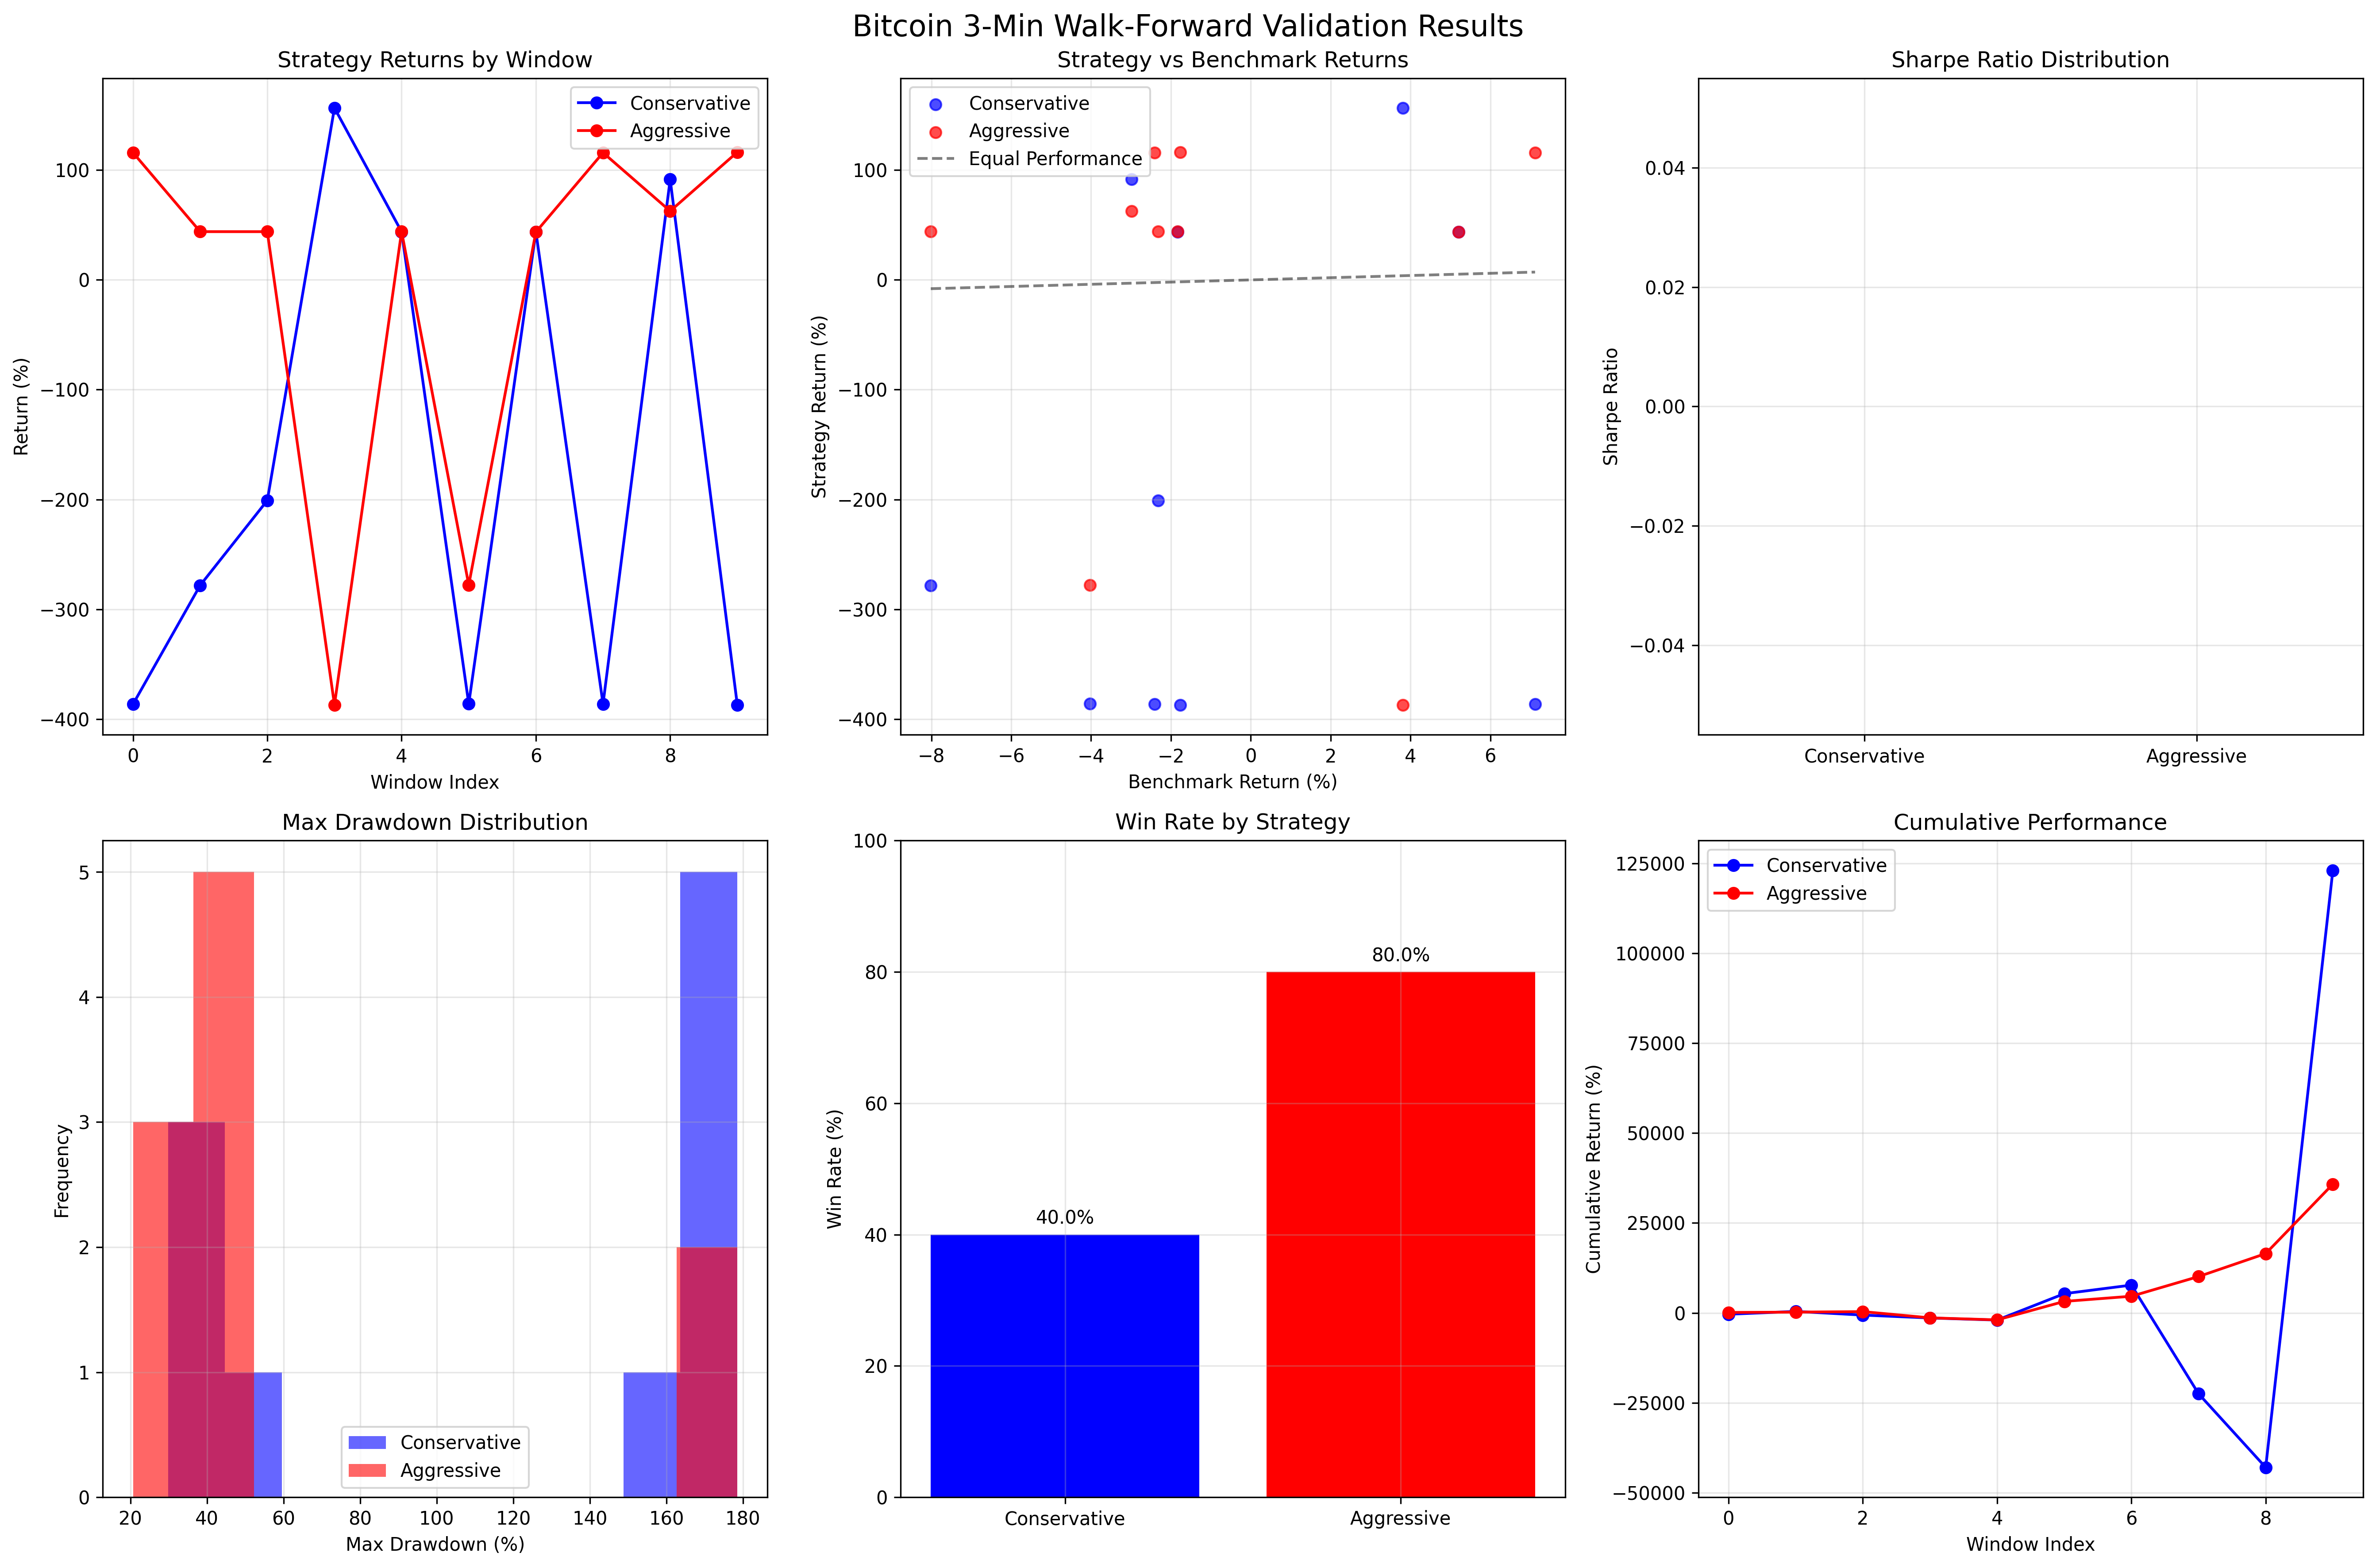 Bitcoin 3-Min Walk-Forward Validation Results
Strategy Returns by Window
Conservative
Aggressive
100
0
−100
−200
−300
−400
Return (%)
0 2 4 6 8
Window Index
Strategy vs Benchmark Returns
Conservative
Aggressive
Equal Performance
100
0
−100
−200
−300
−400
Strategy Return (%)
−8 −6 −4 −2 0 2 4 6
Benchmark Return (%)
Sharpe Ratio Distribution
0.04
0.02
0.00
−0.02
−0.04
Sharpe Ratio
Conservative Aggressive
Max Drawdown Distribution
5
4
3
2
1
0
Frequency
Conservative
Aggressive
20 40 60 80 100 120 140 160 180
Max Drawdown (%)
Win Rate by Strategy
100
80
60
40
20
0
Win Rate (%)
40.0%
80.0%
Conservative Aggressive
Cumulative Performance
Conservative
Aggressive
125000
100000
75000
50000
25000
0
−25000
−50000
Cumulative Return (%)
0 2 4 6 8
Window Index